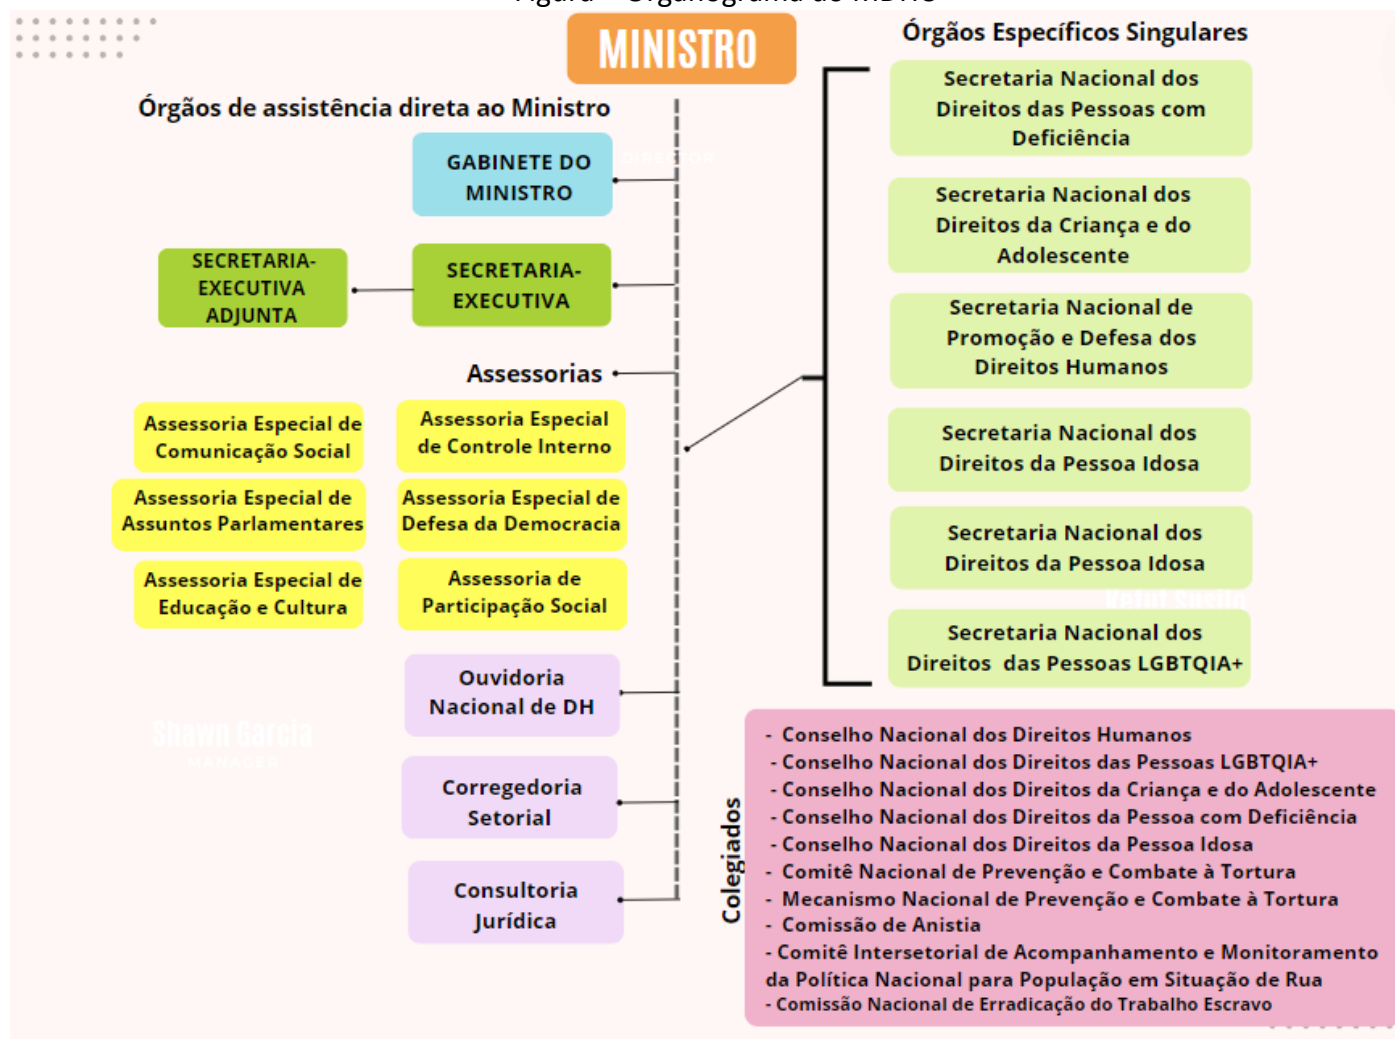 Figura – Organograma do MDHC
MINISTRO
Órgãos de assistência direta ao Ministro
GABINETE DO
MINISTRO
DIRECTOR
SECRETARIA-
EXECUTIVA
ADJUNTA
SECRETARIA-
EXECUTIVA
Assessorias
Assessoria Especial de
Comunicação Social
Assessoria Especial
de Controle Interno
Assessoria Especial de
Assuntos Parlamentares
Assessoria Especial de
Defesa da Democracia
Assessoria Especial de
Educação e Cultura
Assessoria de
Participação Social
Ouvidoria
Nacional de DH
Shawn Garcia
MANAGER
Corregedoria
Setorial
Consultoria
Jurídica
Órgãos Específicos Singulares
Secretaria Nacional dos
Direitos das Pessoas com
Deficiência
Secretaria Nacional dos
Direitos da Criança e do
Adolescente
Secretaria Nacional de
Promoção e Defesa dos
Direitos Humanos
Secretaria Nacional dos
Direitos da Pessoa Idosa
Secretaria Nacional dos
Direitos da Pessoa Idosa
Ketut Susilo
Secretaria Nacional dos
Direitos das Pessoas LGBTQIA+
Colegiados
- Conselho Nacional dos Direitos Humanos
- Conselho Nacional dos Direitos das Pessoas LGBTQIA+
- Conselho Nacional dos Direitos da Criança e do Adolescente
- Conselho Nacional dos Direitos da Pessoa com Deficiência
- Conselho Nacional dos Direitos da Pessoa Idosa
- Comitê Nacional de Prevenção e Combate à Tortura
- Mecanismo Nacional de Prevenção e Combate à Tortura
- Comissão de Anistia
- Comitê Intersetorial de Acompanhamento e Monitoramento
da Política Nacional para População em Situação de Rua
- Comissão Nacional de Erradicação do Trabalho Escravo